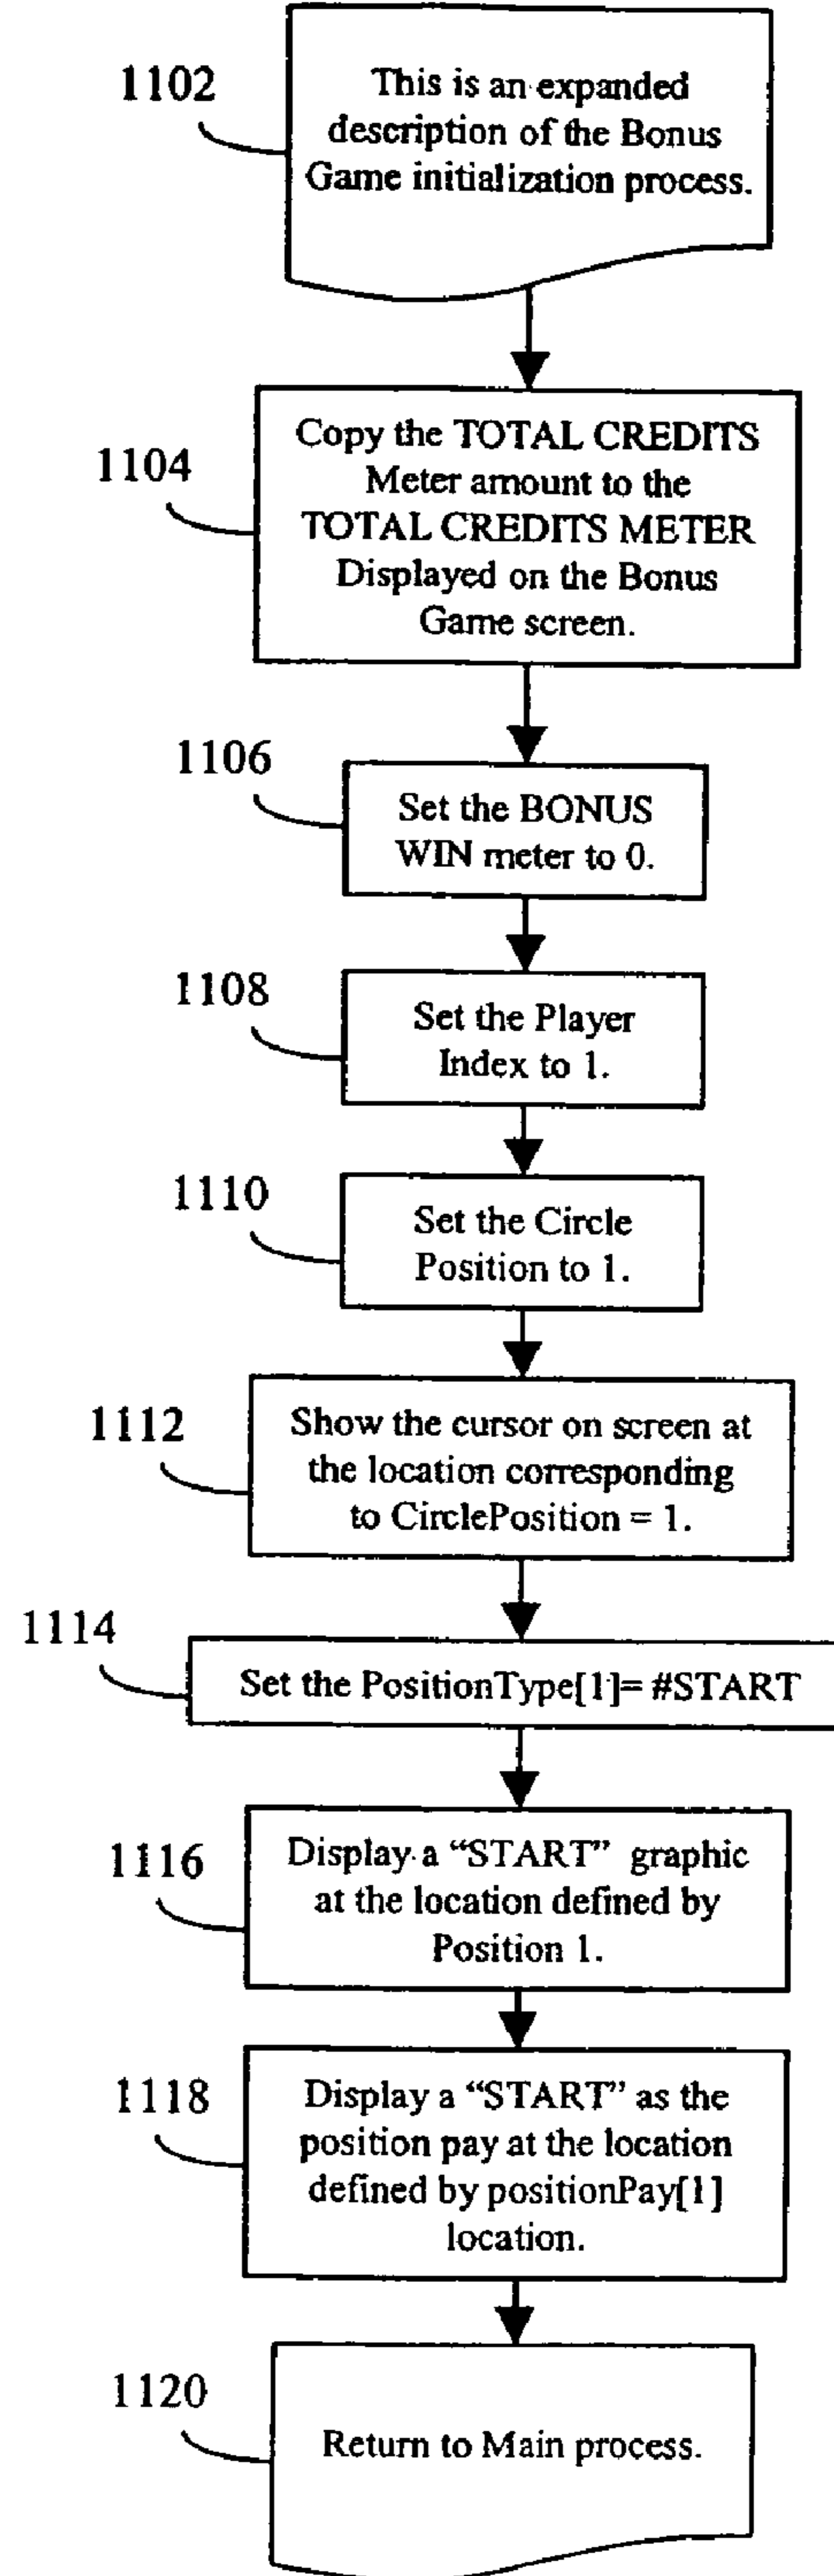 1102
This is an expanded
description of the Bonus
Game initialization process.
1104
Copy the TOTAL CREDITS
Meter amount to the
TOTAL CREDITS METER
Displayed on the Bonus
Game screen.
1106
Set the BONUS
WIN meter to 0.
1108
Set the Player
Index to 1.
1110
Set the Circle
Position to 1.
1112
Show the cursor on screen at
the location corresponding
to CirclePosition = 1.
1114
Set the PositionType[1]= #START
1116
Display a “START” graphic
at the location defined by
Position 1.
1118
Display a “START” as the
position pay at the location
defined by positionPay[1]
location.
1120
Return to Main process.